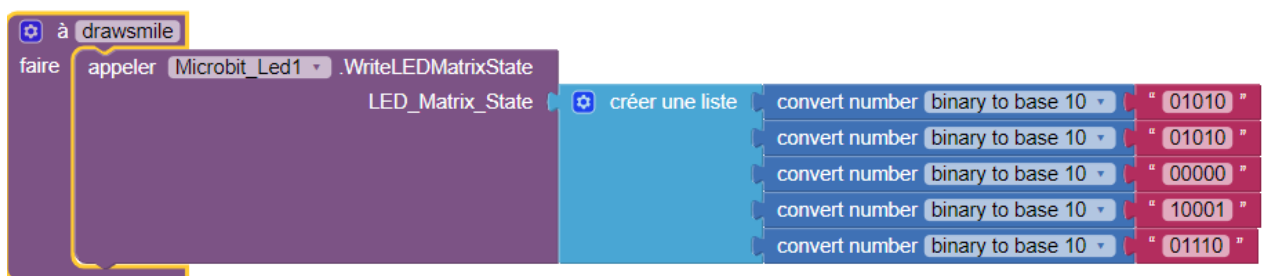 à drawsmile
faire appeler Microbit_Led1 .WriteLEDMatrixState
LED_Matrix_State créer une liste convert number binary to base 10 “ 01010 ”
convert number binary to base 10 “ 01010 ”
convert number binary to base 10 “ 00000 ”
convert number binary to base 10 “ 10001 ”
convert number binary to base 10 “ 01110 ”